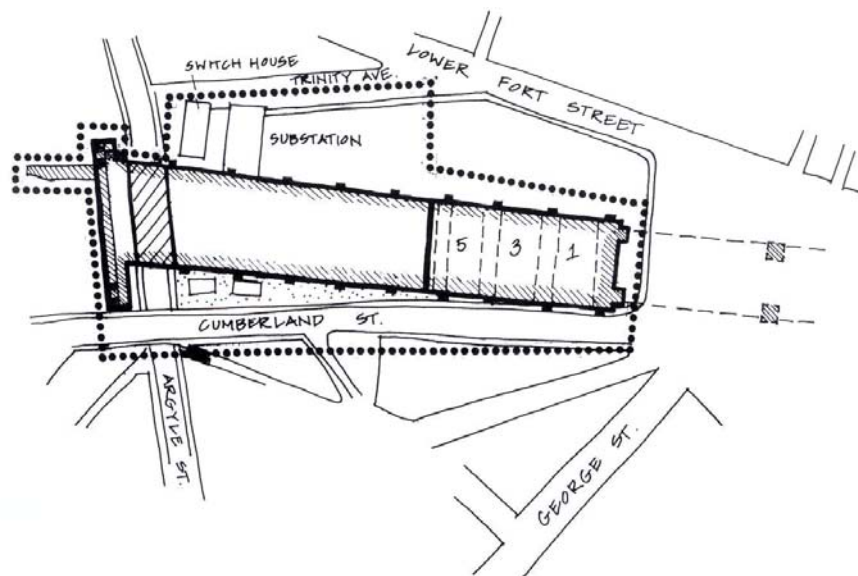 SWITCH HOUSE
TRINITY AVE.
LOWER FORT STREET
SUBSTATION
5 3 1
CUMBERLAND ST.
ARGYLE ST.
GEORGE ST.